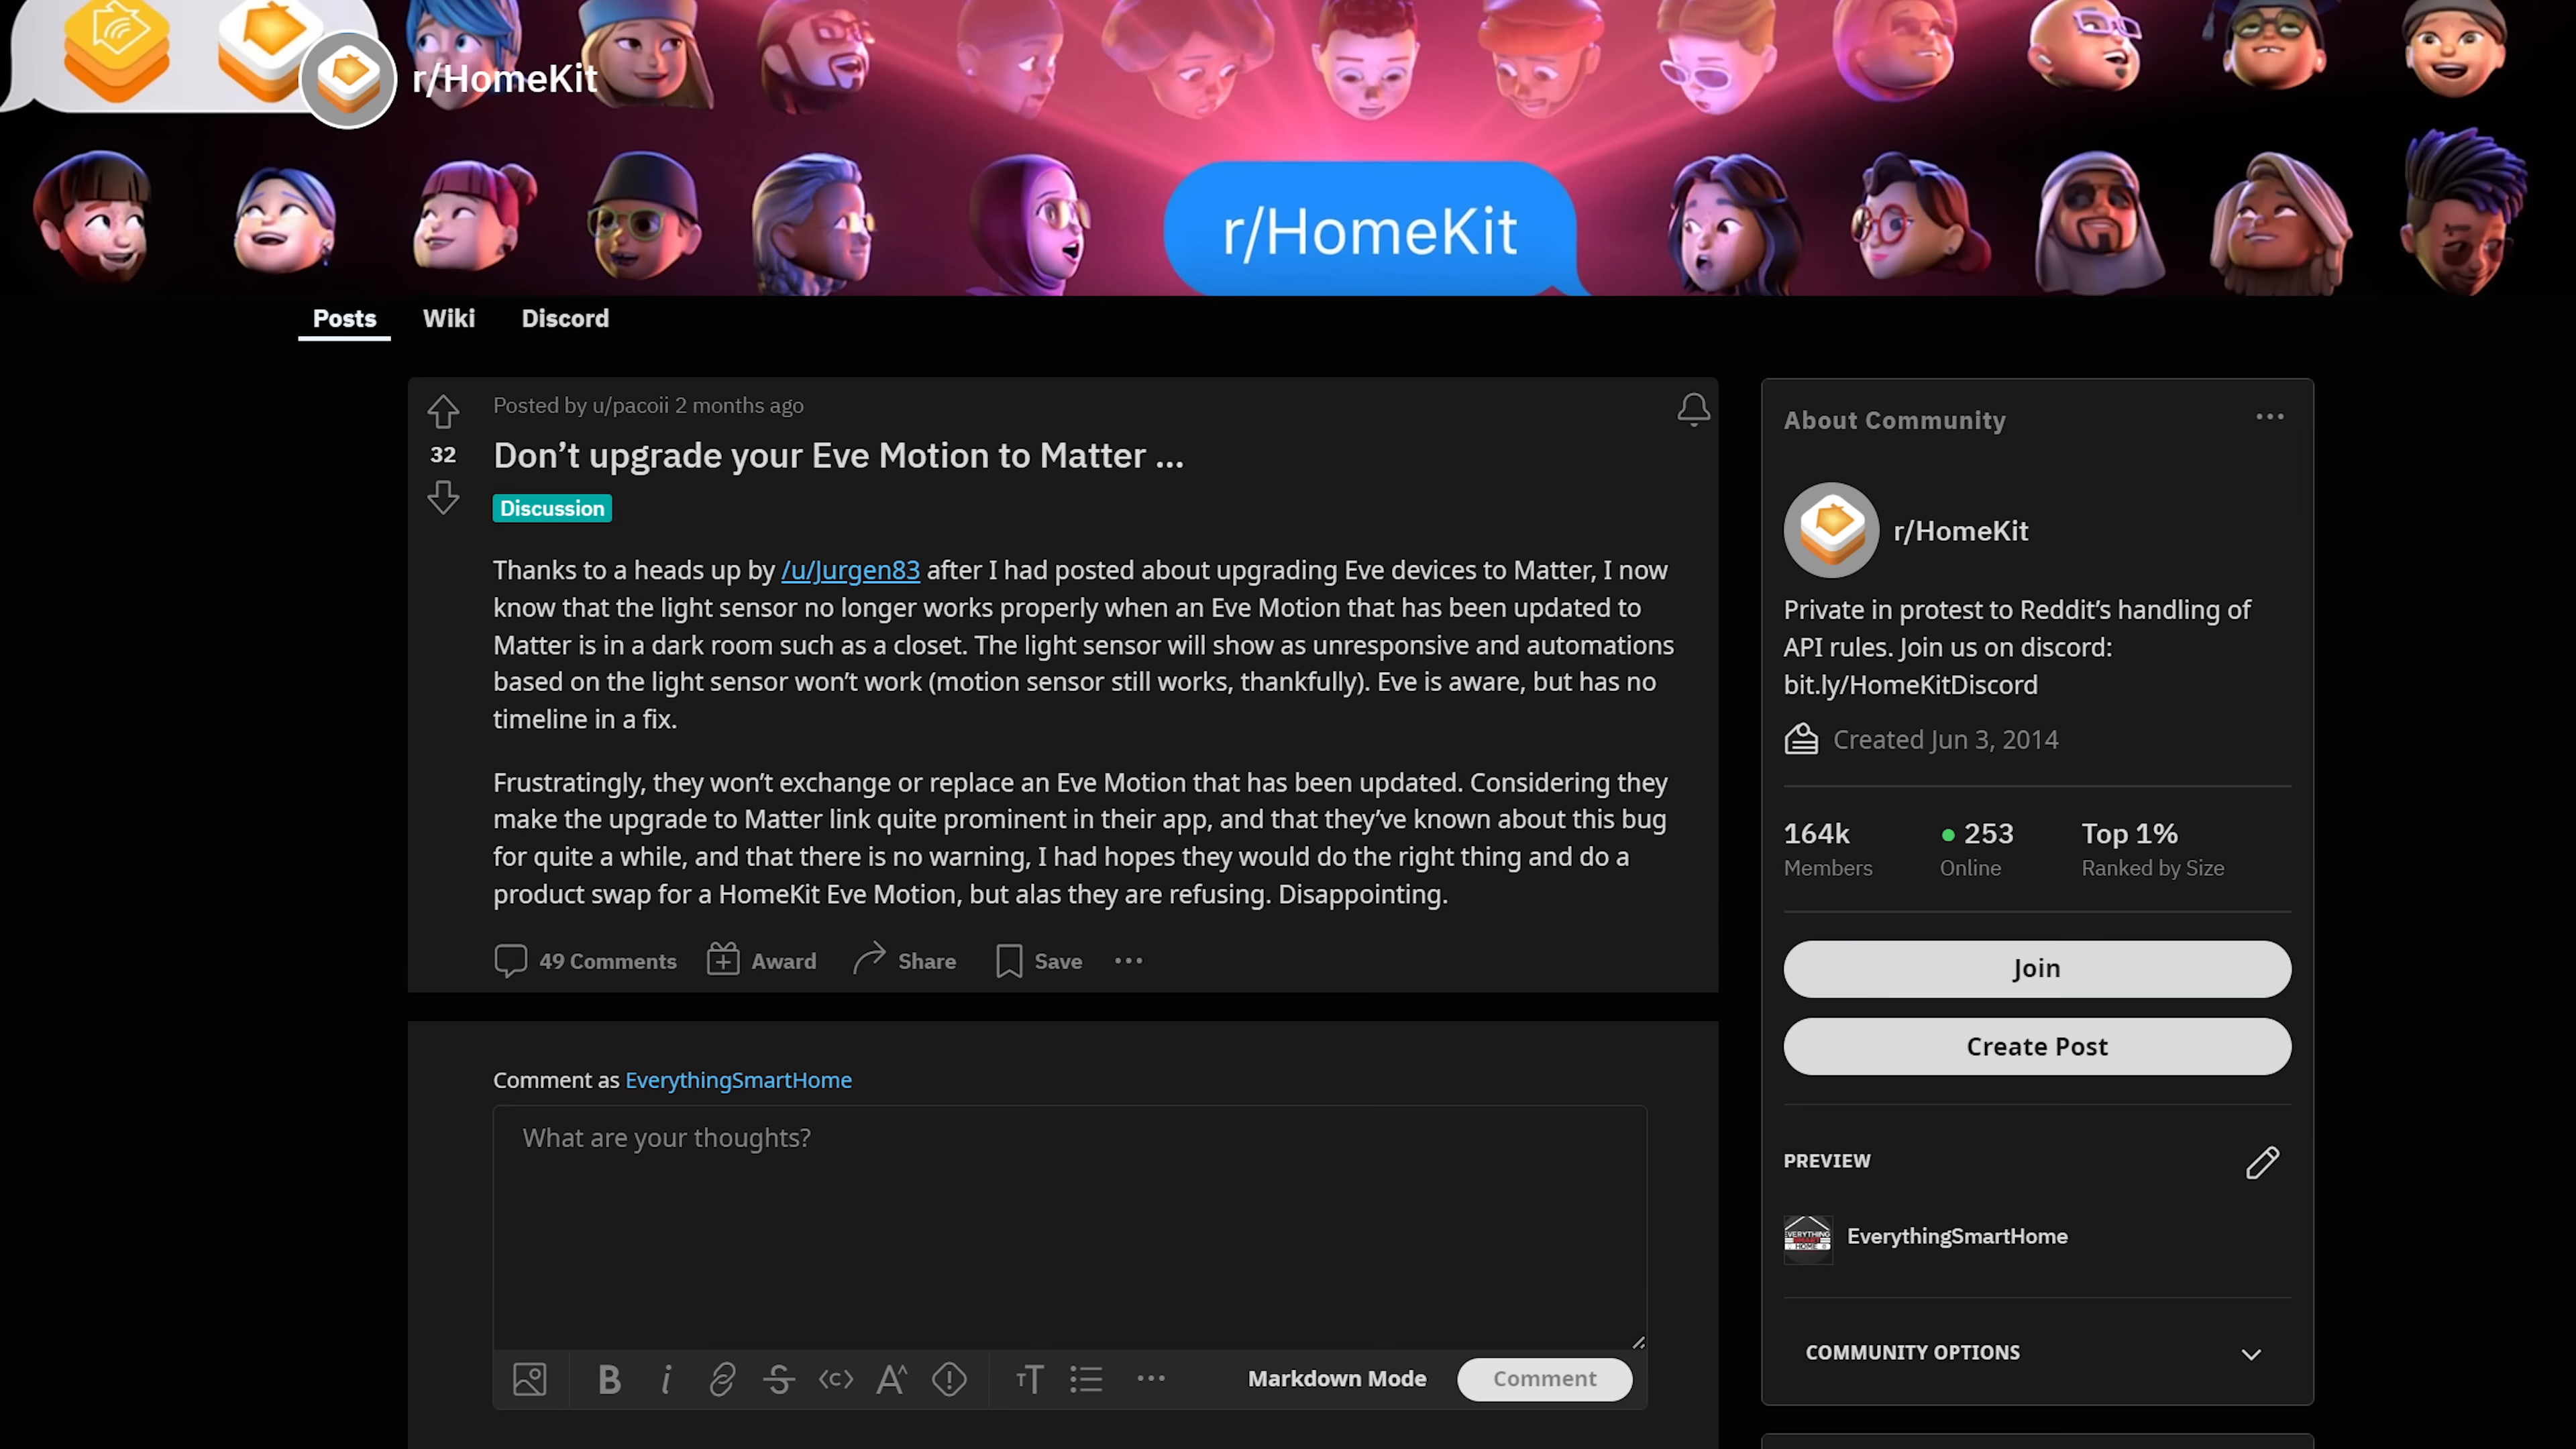 r/HomeKit
r/HomeKit
Posts
Wiki
Discord
Posted by u/pacoii 2 months ago
32
Don’t upgrade your Eve Motion to Matter ...
Discussion
Thanks to a heads up by /u/Jurgen83 after I had posted about upgrading Eve devices to Matter, I now
know that the light sensor no longer works properly when an Eve Motion that has been updated to
Matter is in a dark room such as a closet. The light sensor will show as unresponsive and automations
based on the light sensor won’t work (motion sensor still works, thankfully). Eve is aware, but has no
timeline in a fix.
Frustratingly, they won’t exchange or replace an Eve Motion that has been updated. Considering they
make the upgrade to Matter link quite prominent in their app, and that they’ve known about this bug
for quite a while, and that there is no warning, I had hopes they would do the right thing and do a
product swap for a HomeKit Eve Motion, but alas they are refusing. Disappointing.
49 Comments
Award
Share
Save
Comment as EverythingSmartHome
What are your thoughts?
Markdown Mode
Comment
About Community
r/HomeKit
Private in protest to Reddit’s handling of
API rules. Join us on discord:
bit.ly/HomeKitDiscord
Created Jun 3, 2014
164k
Members
253
Online
Top 1%
Ranked by Size
Join
Create Post
PREVIEW
EVERYTHING
SMART
HOME
EverythingSmartHome
COMMUNITY OPTIONS